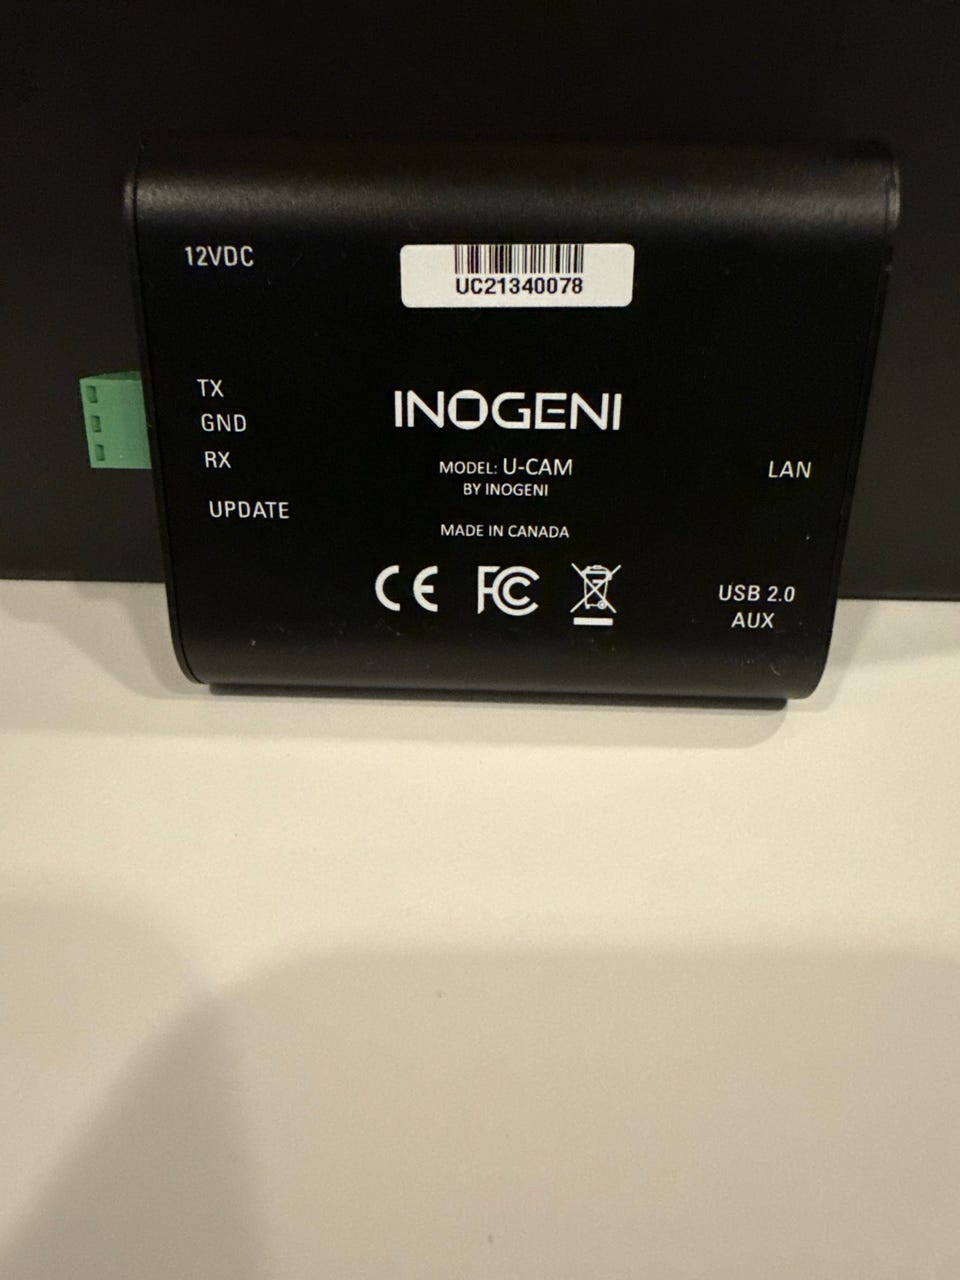 12VDC
UC21340078
TX
GND
RX
UPDATE
INOGENI
MODEL: U-CAM
BY INOGENI
MADE IN CANADA
CE FC
LAN
USB 2.0
AUX